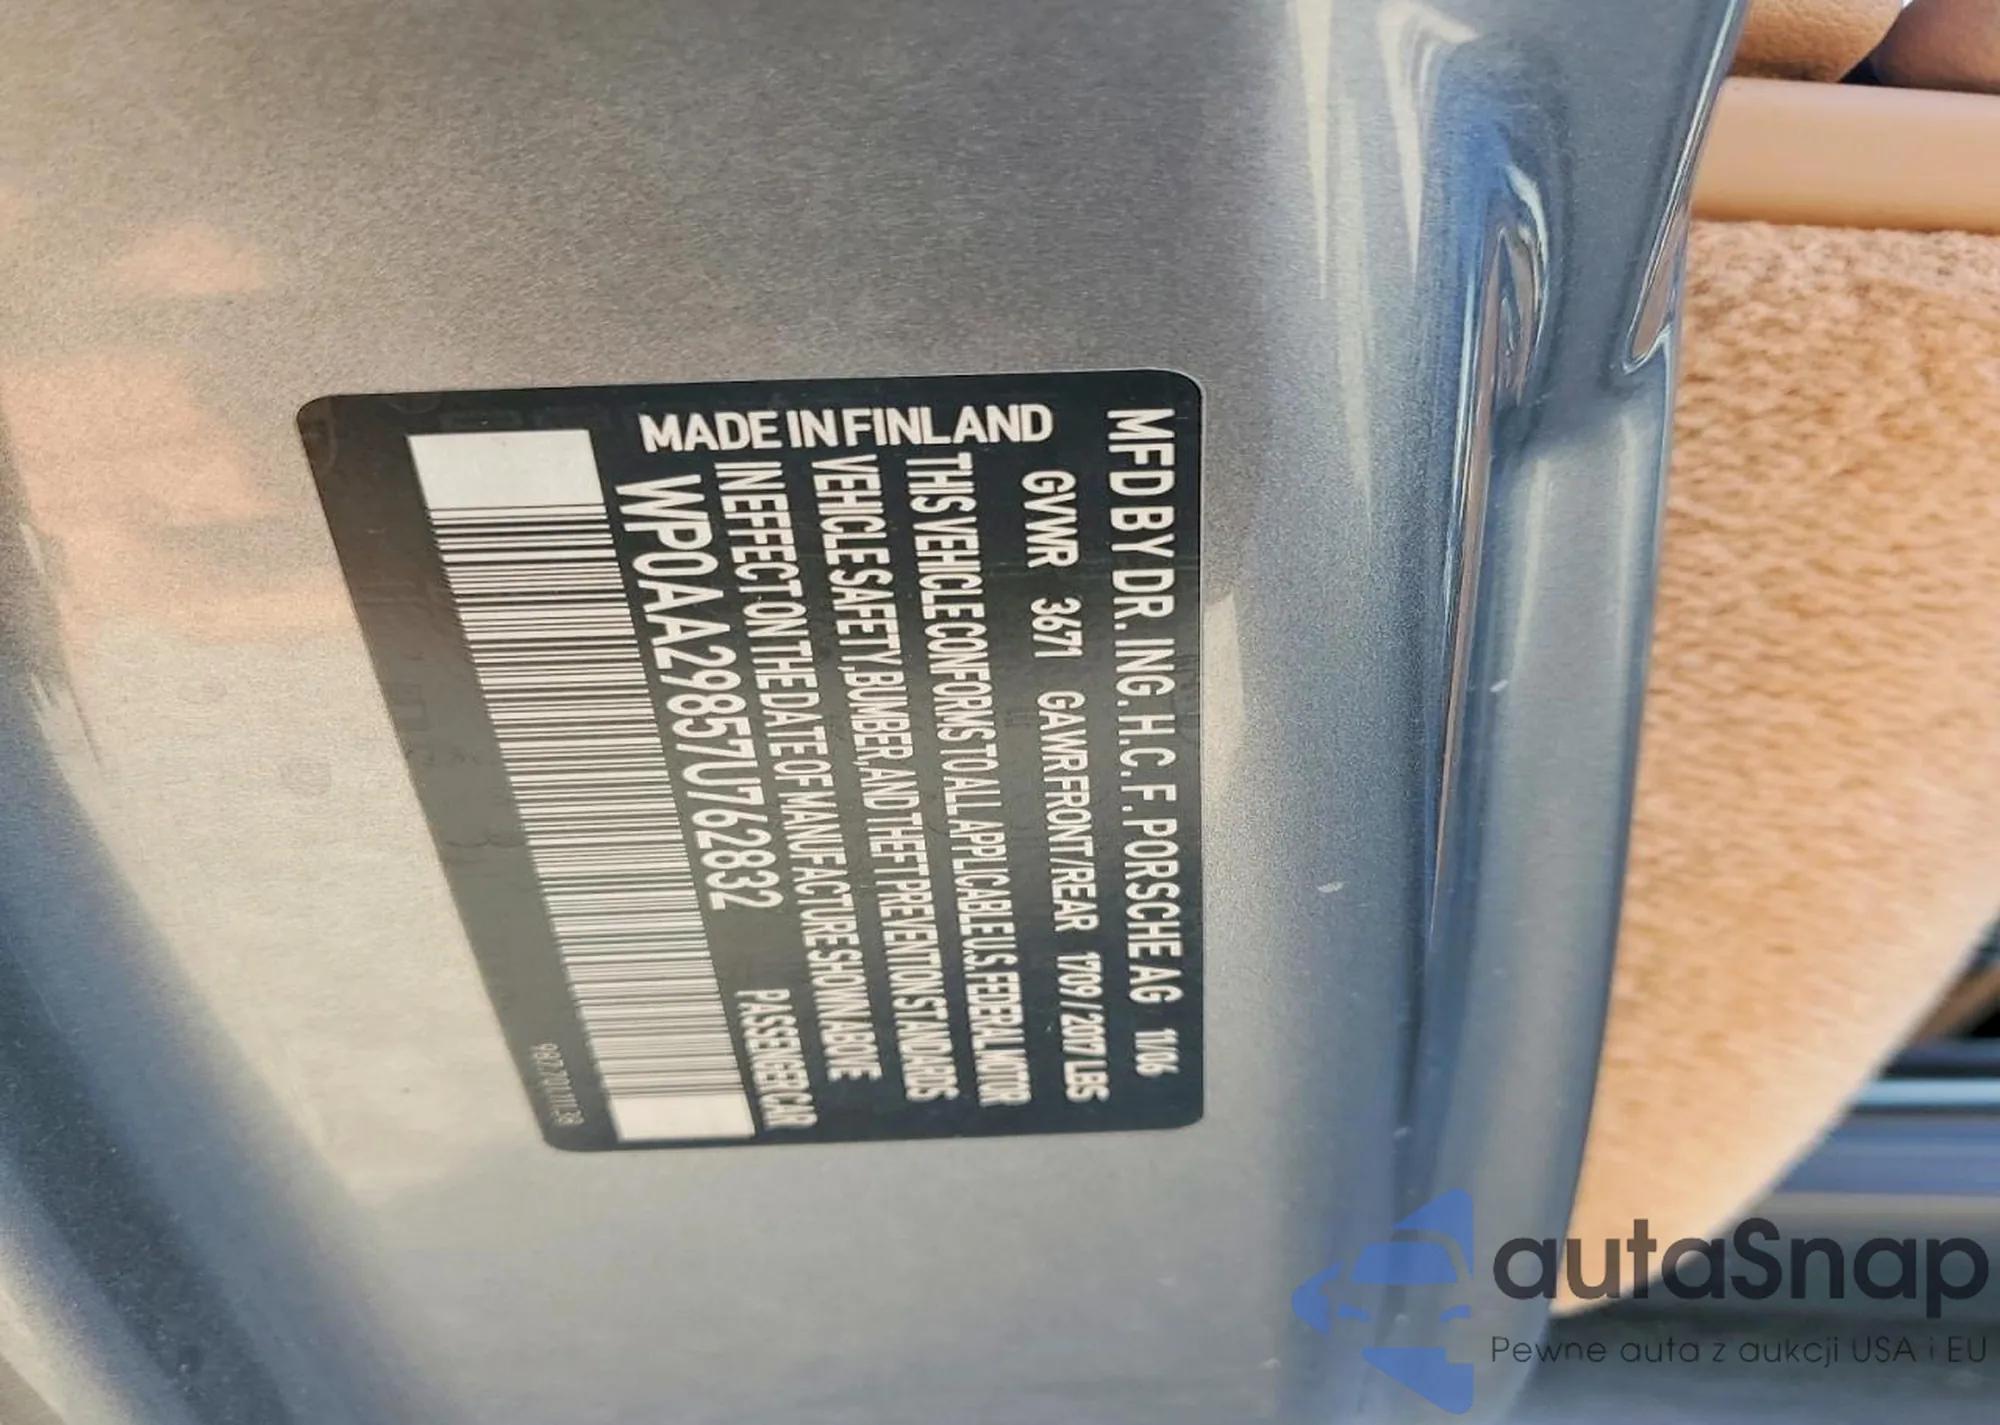 MFD BY DR. ING. H.C. F. PORSCHE AG 11/06
GVWR 3671 GAWR FRONT/REAR 1709 / 2017 LBS
THIS VEHICLE CONFORMS TO ALL APPLICABLE U.S. FEDERAL MOTOR
VEHICLE SAFETY, BUMBER, AND THEFT PREVENTION STANDARDS
IN EFFECT ON THE DATE OF MANUFACTURE SHOWN ABOVE
WP0AA29857U762832 PASSENGER CAR
MADE IN FINLAND
autaSnap
Pewne auta z aukcji USA i EU